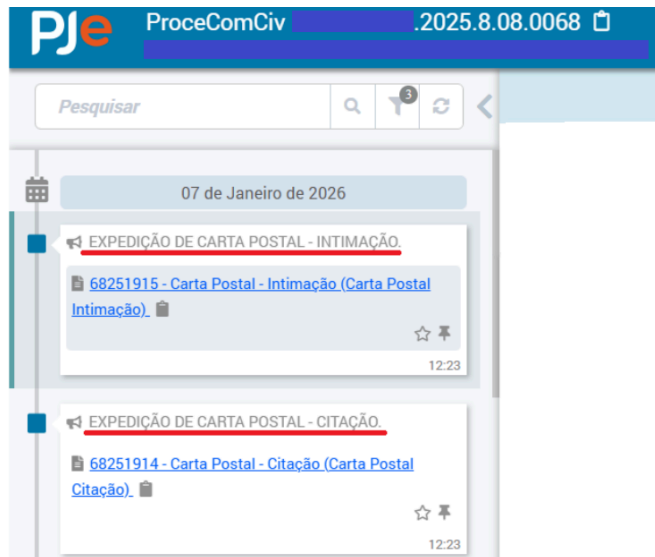 PJe ProceComCiv .2025.8.08.0068
Pesquisar 3
07 de Janeiro de 2026
EXPEDIÇÃO DE CARTA POSTAL - INTIMAÇÃO.
68251915 - Carta Postal - Intimação (Carta Postal
Intimação)
12:23
EXPEDIÇÃO DE CARTA POSTAL - CITAÇÃO.
68251914 - Carta Postal - Citação (Carta Postal
Citação)
12:23